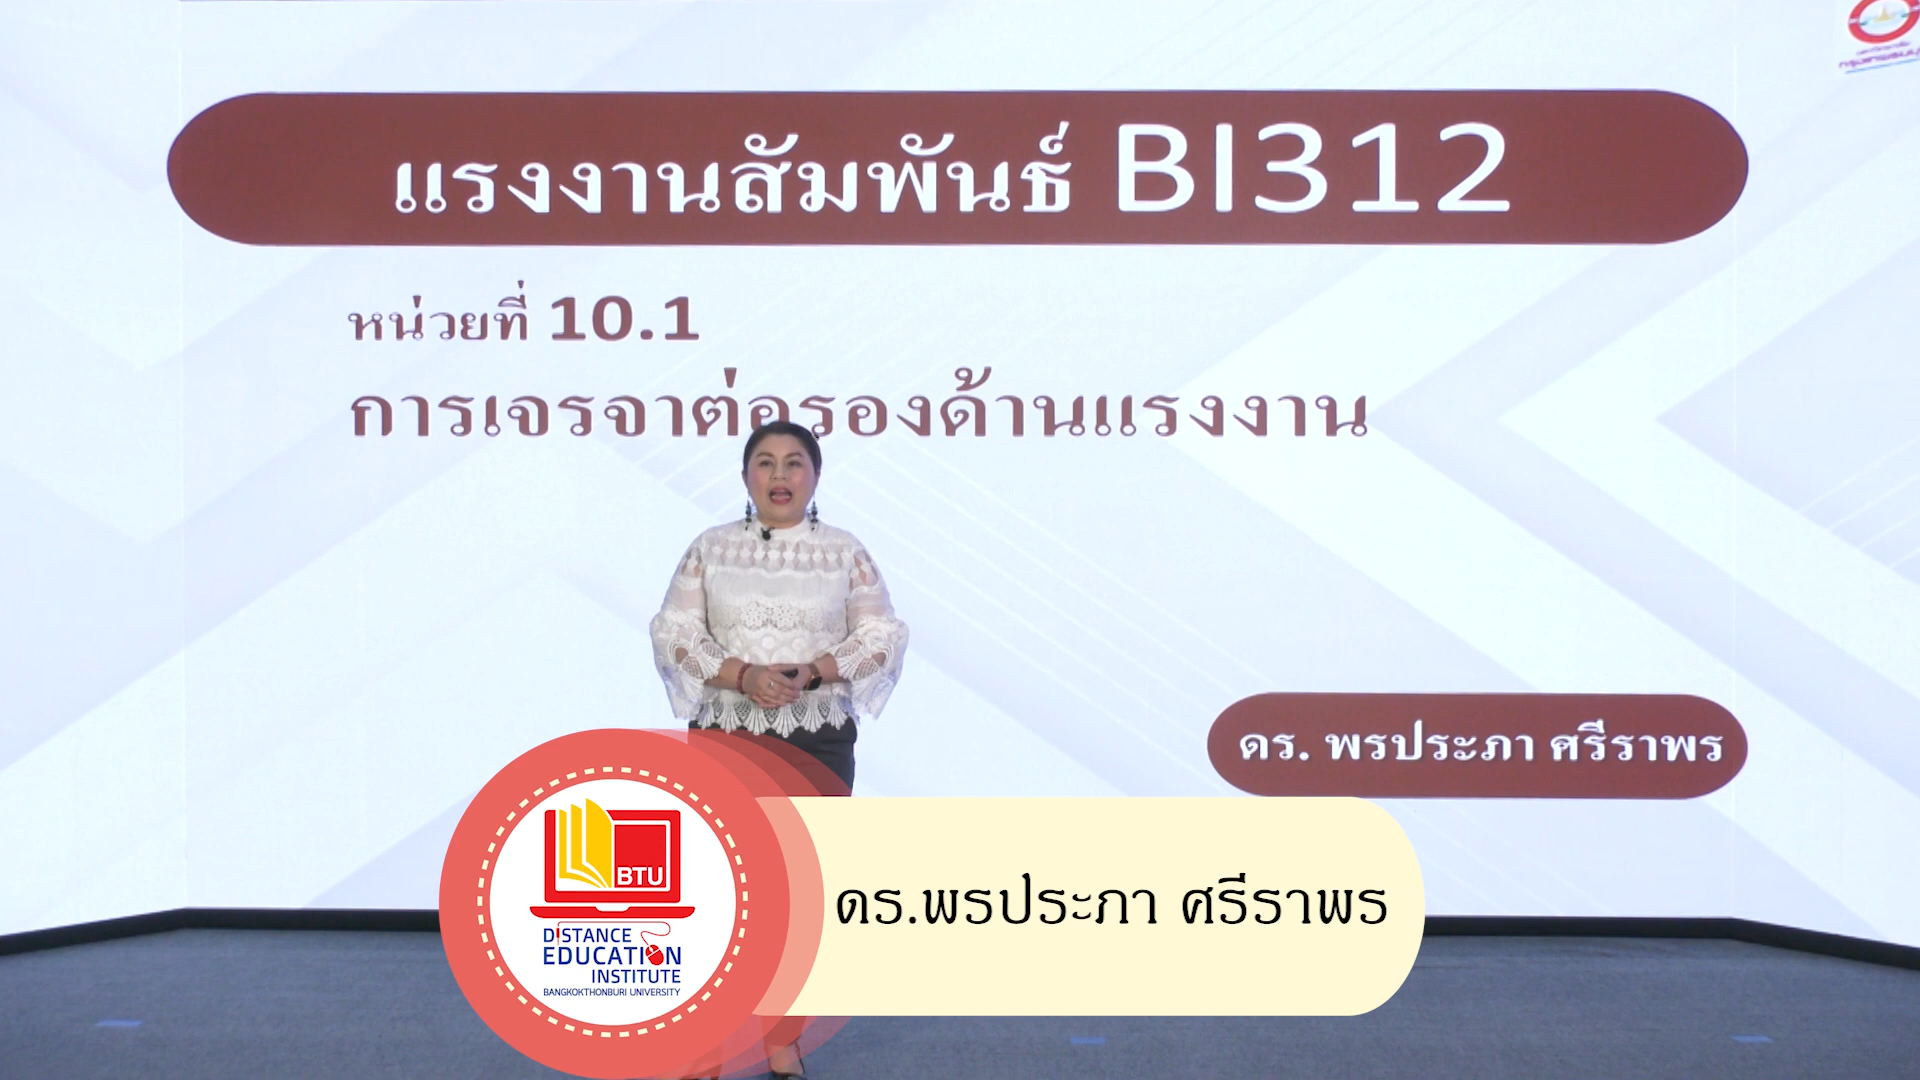 แรงงานสัมพันธ์ BI312
หน่วยที่ 10.1
การเจรจาต่อรองด้านแรงงาน
ดร. พรประภา ศรีราพร
BTU
DISTANCE
EDUCATION
INSTITUTE
BANGKOKTHONBURI UNIVERSITY
ดร.พรประภา ศรีราพร